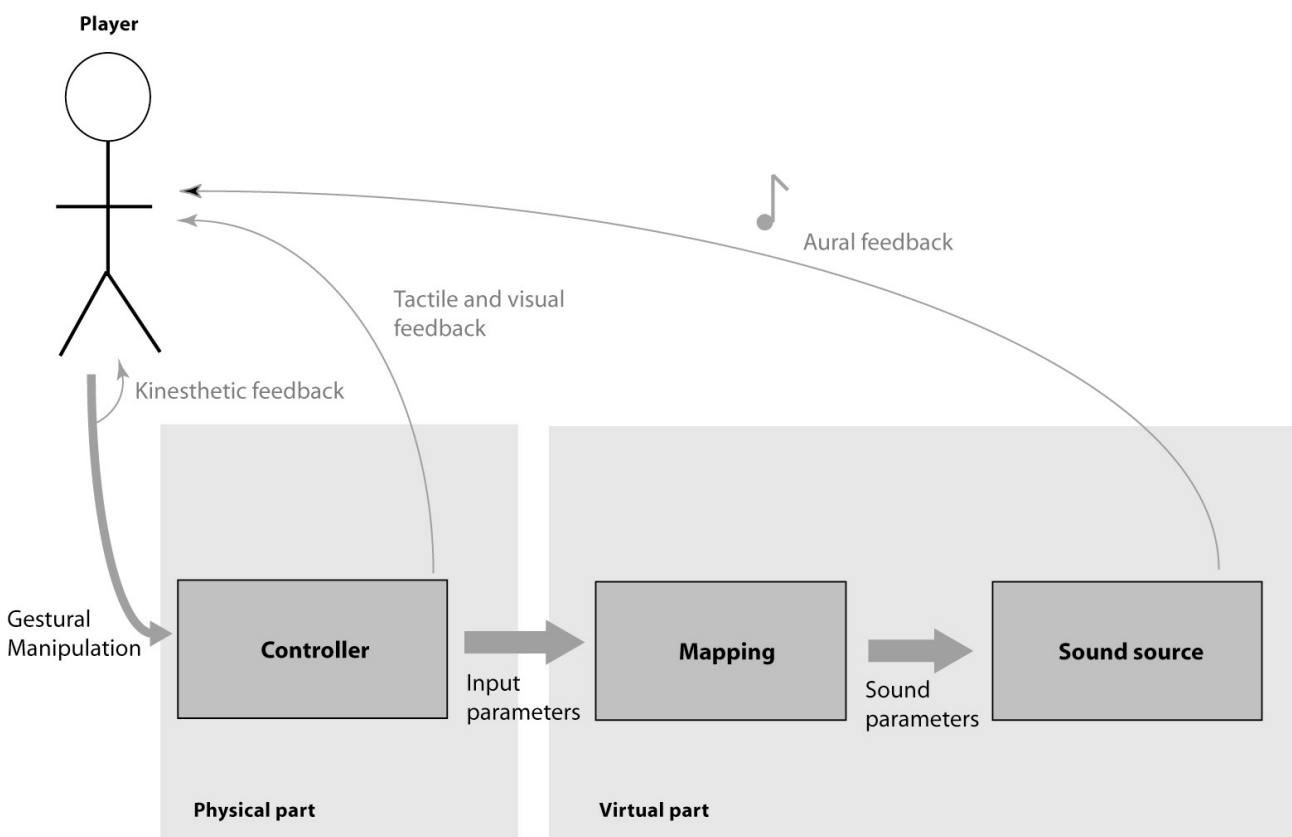 Player
Aural feedback
Tactile and visual
feedback
Kinesthetic feedback
Gestural
Manipulation
Controller
Input
parameters
Mapping
Sound
parameters
Sound source
Physical part
Virtual part